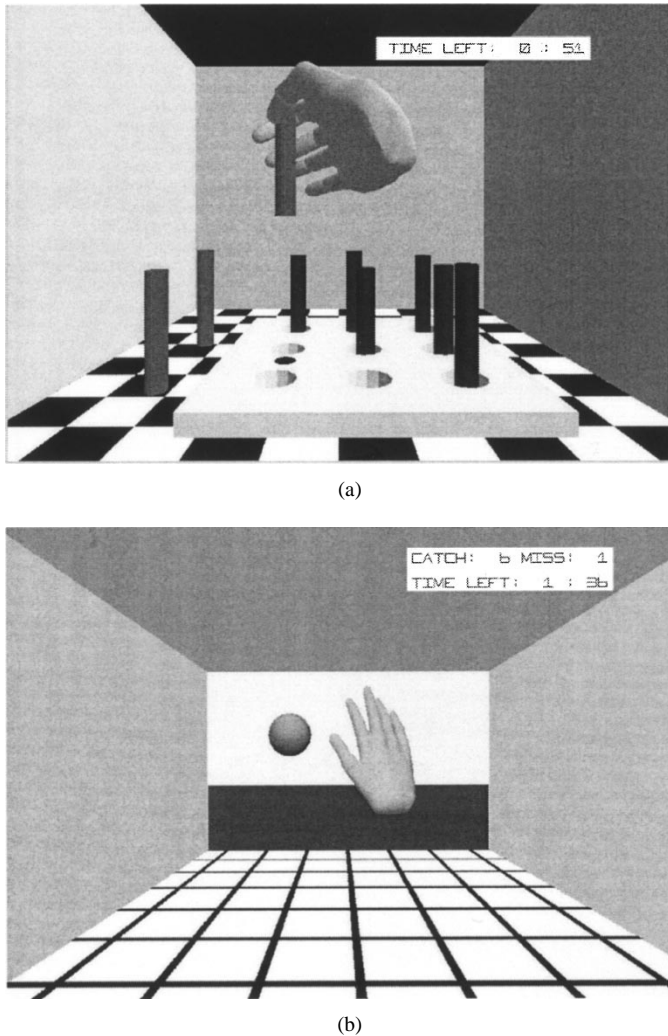 TIME LEFT: 0 : 51
(a)
CATCH: 6 MISS: 1
TIME LEFT: 1 : 36
(b)